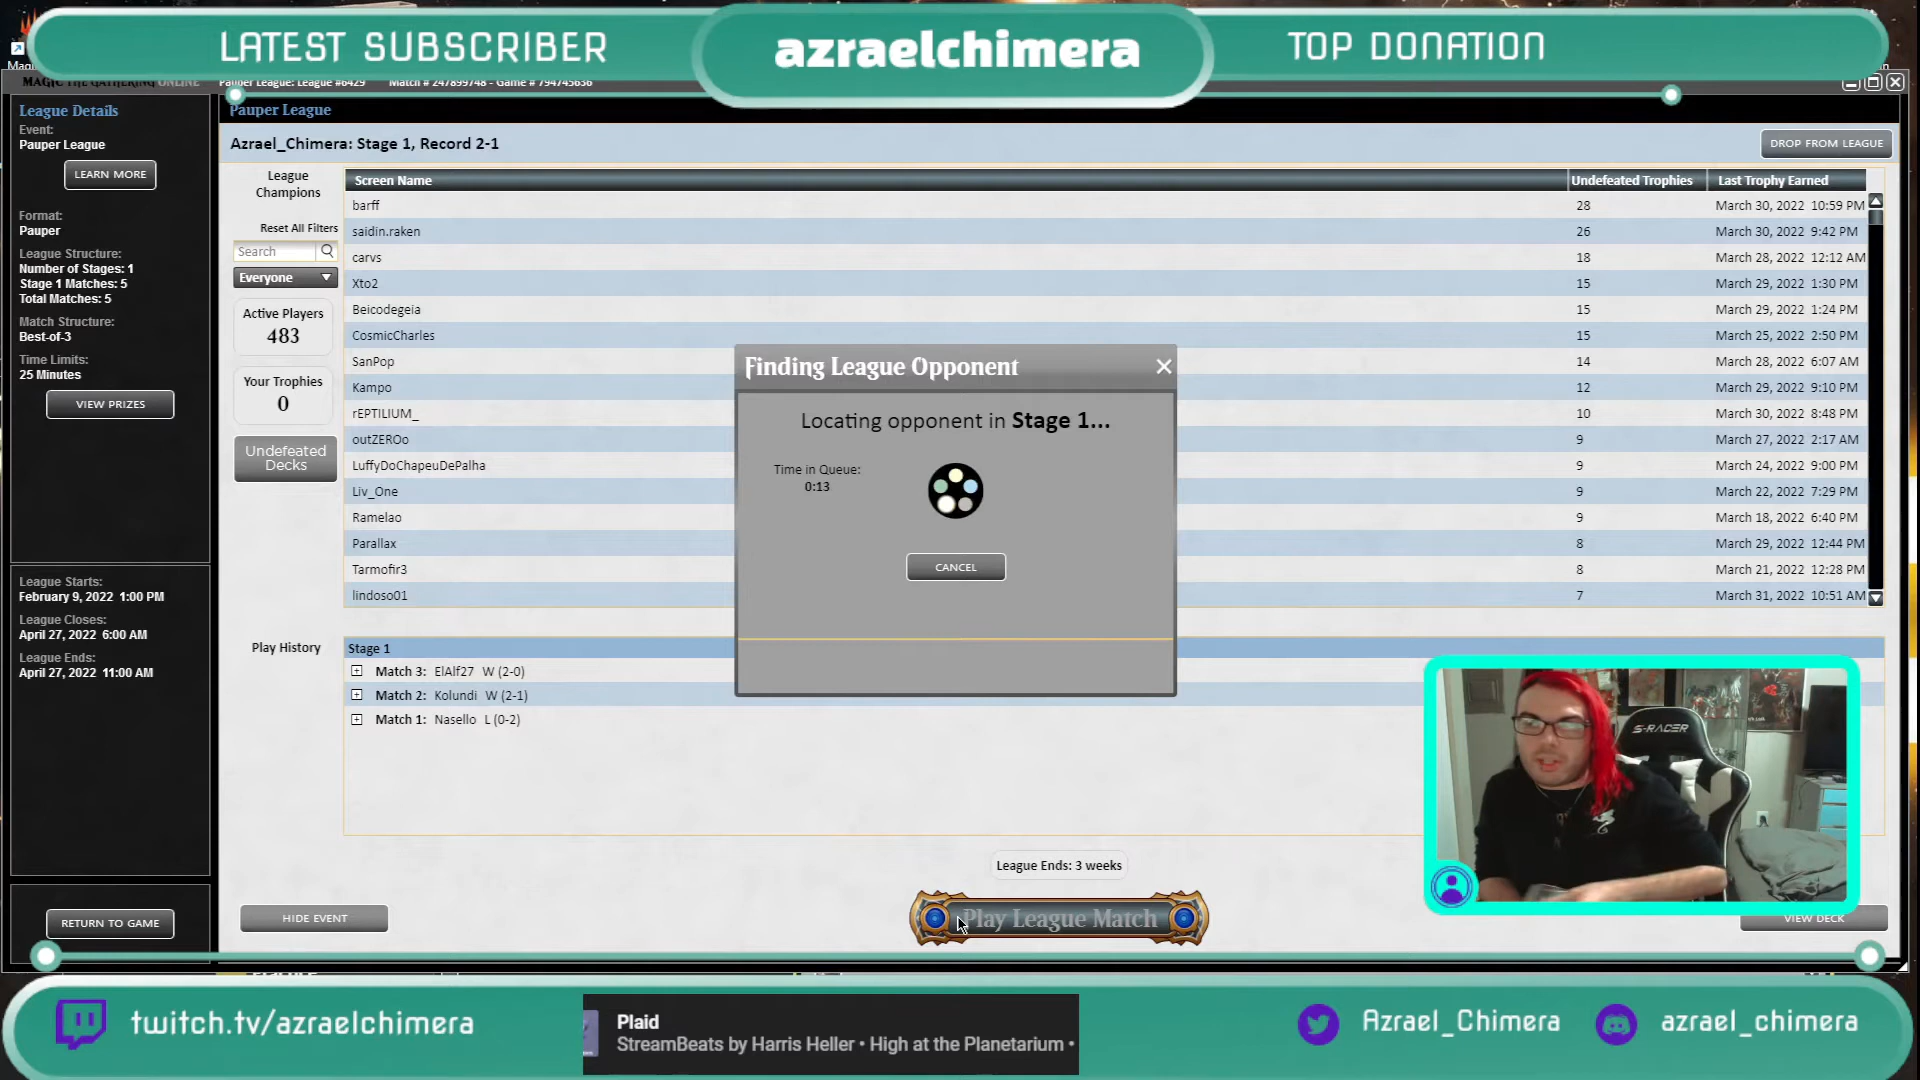 LATEST SUBSCRIBER
azraelchimera
TOP DONATION
MAGIC THE GATHERING ONLINE
Pauper League: League #6429 Match # 247899748 - Game # 794745636
League Details
Event:
Pauper League
LEARN MORE
Format:
Pauper
League Structure:
Number of Stages: 1
Stage 1 Matches: 5
Total Matches: 5
Match Structure:
Best-of-3
Time Limits:
25 Minutes
VIEW PRIZES
League Starts:
February 9, 2022 1:00 PM
League Closes:
April 27, 2022 6:00 AM
League Ends:
April 27, 2022 11:00 AM
RETURN TO GAME
Pauper League
Azrael_Chimera: Stage 1, Record 2-1
DROP FROM LEAGUE
League
Champions
Reset All Filters
Search
Everyone
Active Players
483
Your Trophies
0
Undefeated
Decks
Screen Name Undefeated Trophies Last Trophy Earned
barff 28 March 30, 2022 10:59 PM
saidin.raken 26 March 30, 2022 9:42 PM
carvs 18 March 28, 2022 12:12 AM
Xto2 15 March 29, 2022 1:30 PM
Beicodegeia 15 March 29, 2022 1:24 PM
CosmicCharles 15 March 25, 2022 2:50 PM
SanPop 14 March 28, 2022 6:07 AM
Kampo 12 March 29, 2022 9:10 PM
rEPTILIUM_ 10 March 30, 2022 8:48 PM
outZEROo 9 March 27, 2022 2:17 AM
LuffyDoChapeuDePalha 9 March 24, 2022 9:00 PM
Liv_One 9 March 22, 2022 7:29 PM
Ramelao 9 March 18, 2022 6:40 PM
Parallax 8 March 29, 2022 12:44 PM
Tarmofir3 8 March 21, 2022 12:28 PM
lindoso01 7 March 31, 2022 10:51 AM
Finding League Opponent
Locating opponent in Stage 1...
Time in Queue:
0:13
CANCEL
Play History
Stage 1
Match 3: ElAlf27 W (2-0)
Match 2: Kolundi W (2-1)
Match 1: Nasello L (0-2)
S-RACER
League Ends: 3 weeks
HIDE EVENT
Play League Match
VIEW DECK
twitch.tv/azraelchimera
Plaid
StreamBeats by Harris Heller • High at the Planetarium •
Azrael_Chimera
azrael_chimera